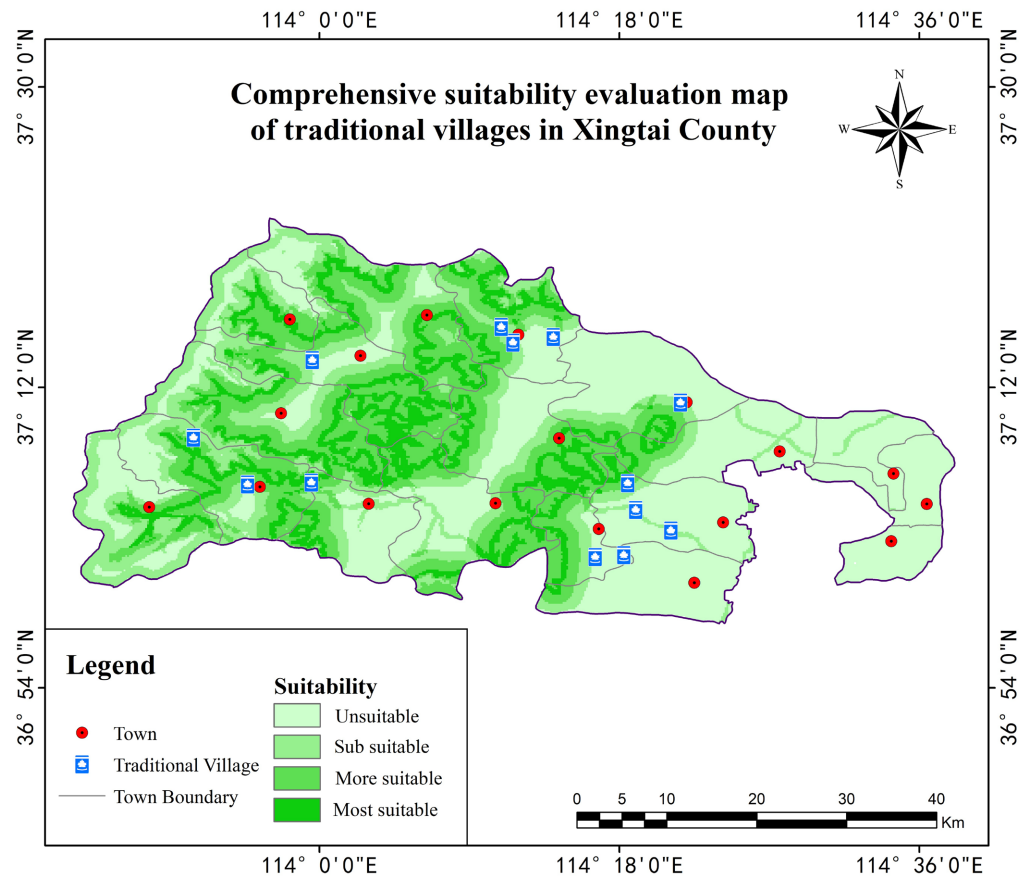 114° 0'0"E
114° 18'0"E
114° 36'0"E
37° 30'0"N
37° 30'0"N
Comprehensive suitability evaluation map
of traditional villages in Xingtai County
N
W
E
S
37° 12'0"N
37° 12'0"N
36° 54'0"N
36° 54'0"N
Legend
Town
Traditional Village
Town Boundary
Suitability
Unsuitable
Sub suitable
More suitable
Most suitable
0 5 10 20 30 40
Km
114° 0'0"E
114° 18'0"E
114° 36'0"E